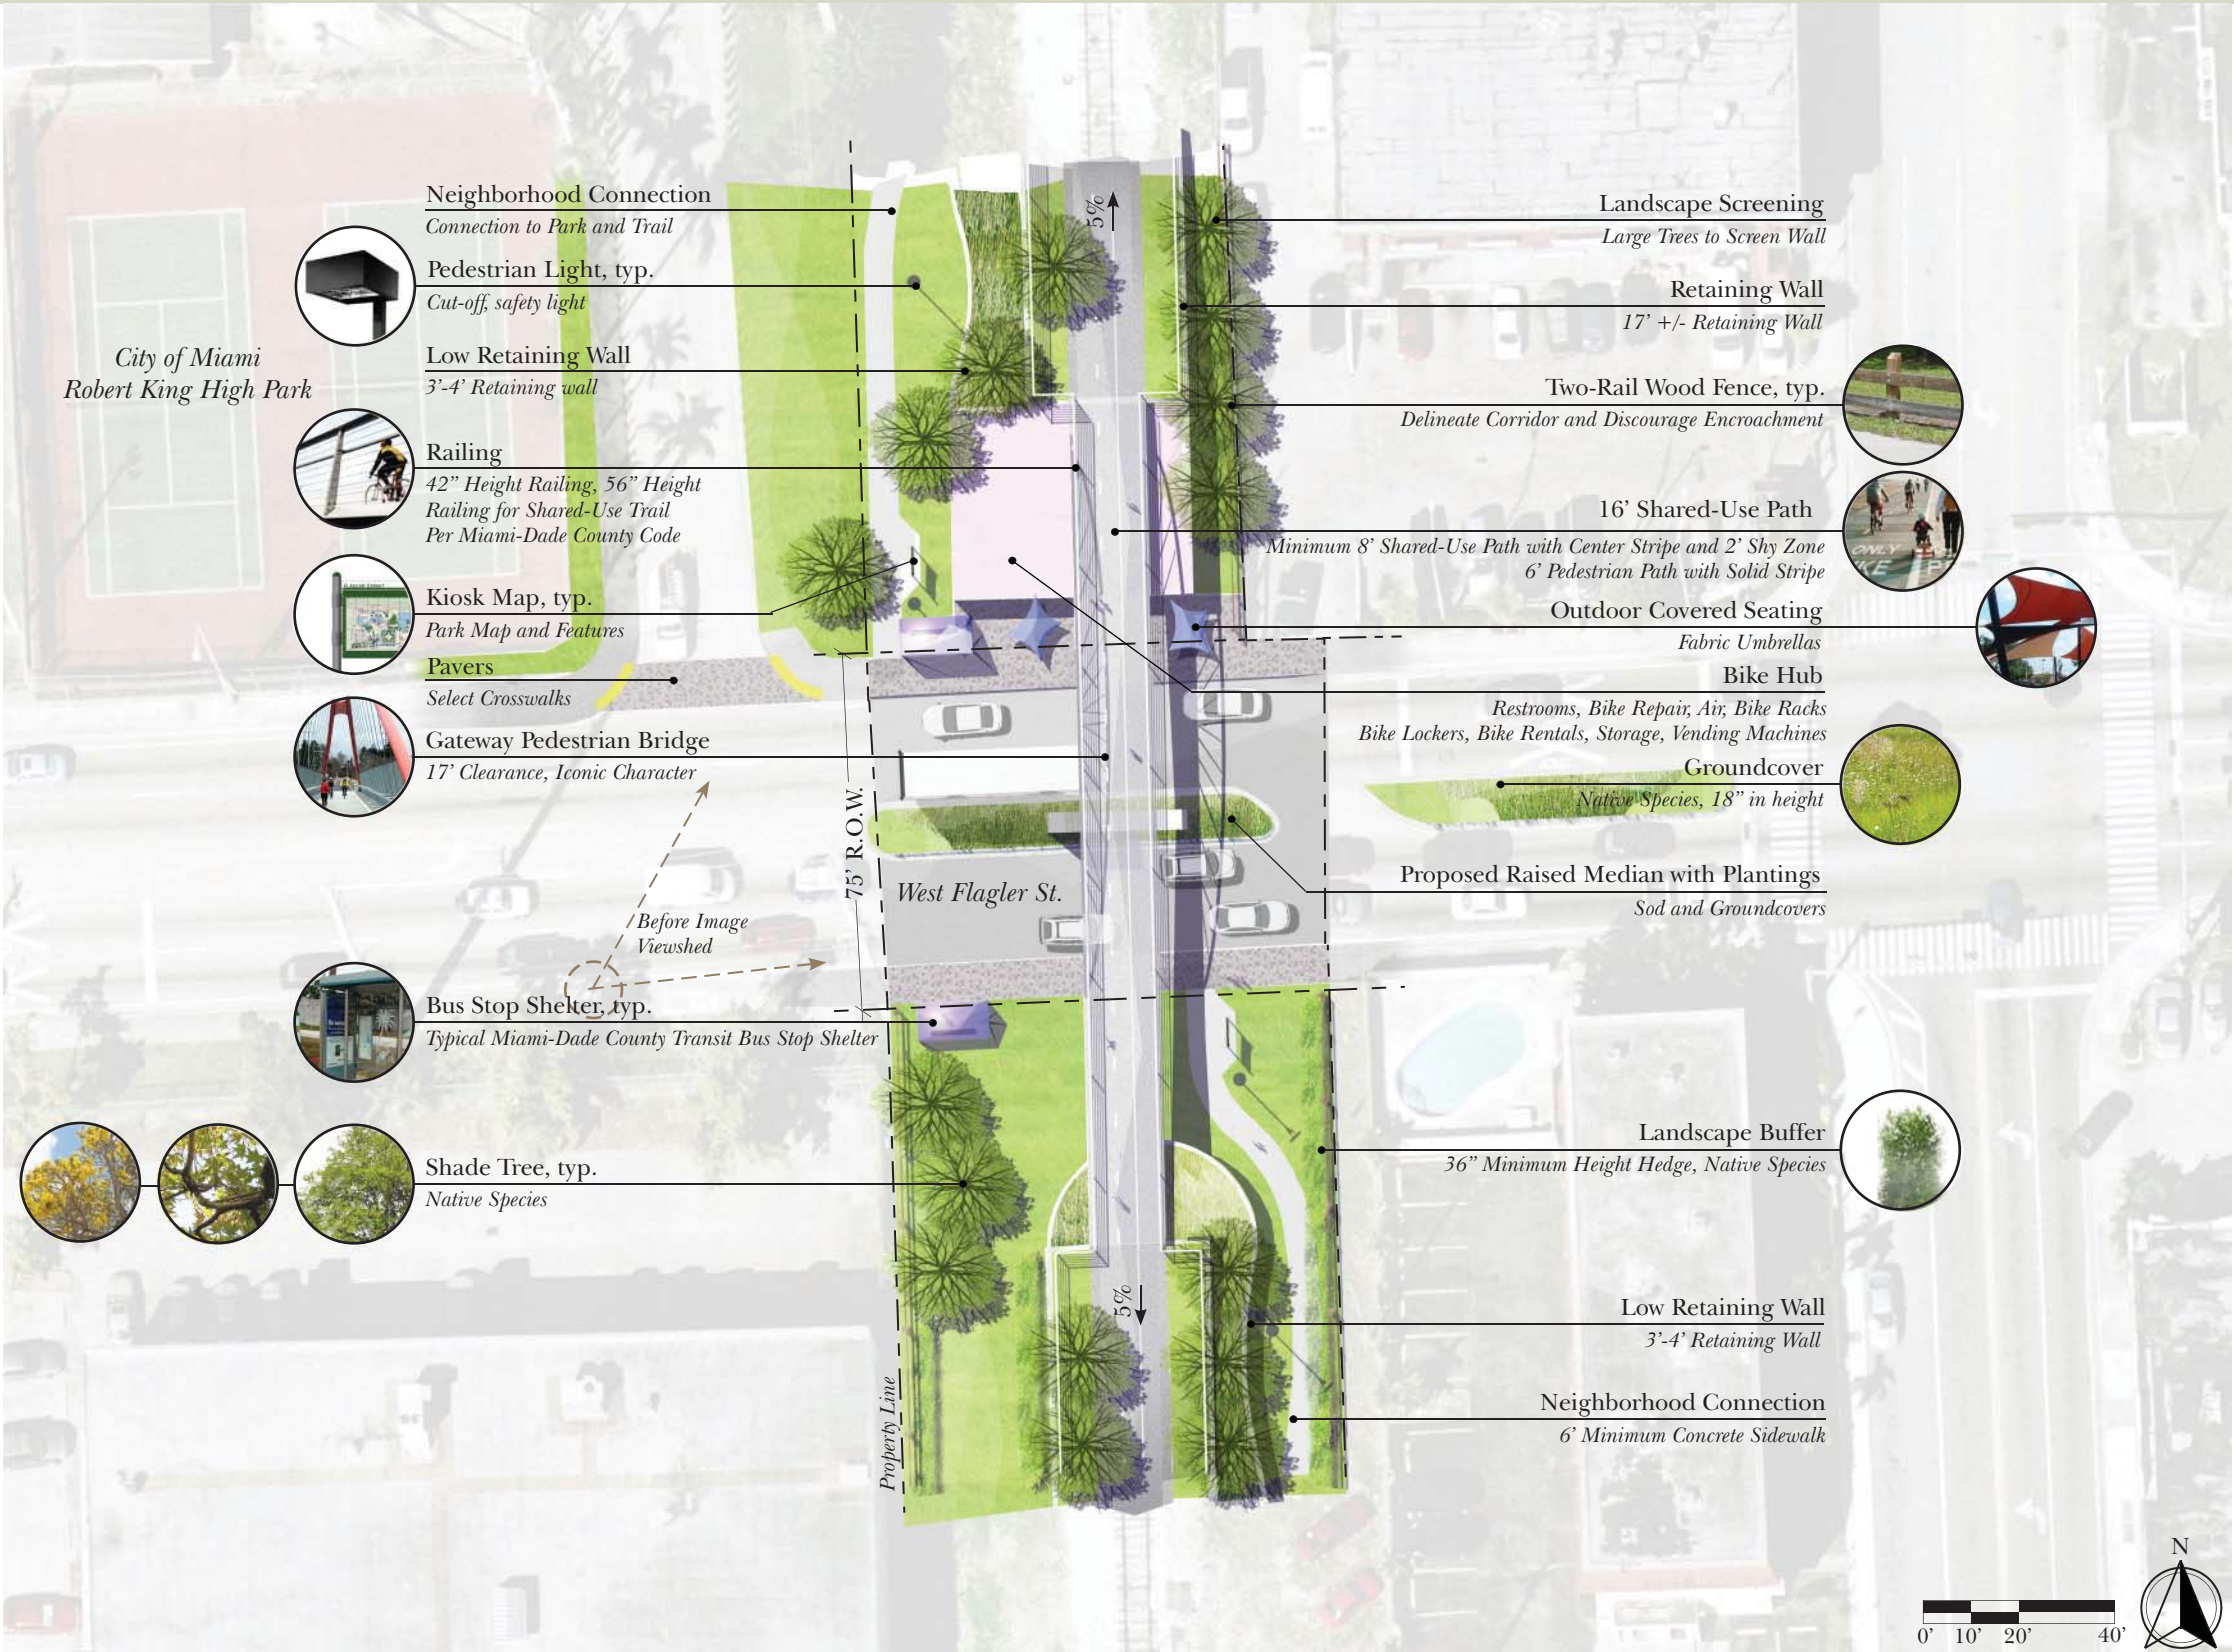 Neighborhood Connection
Connection to Park and Trail
Pedestrian Light, typ.
Cut-off, safety light
City of Miami
Robert King High Park
Low Retaining Wall
3’-4’ Retaining wall
Railing
42” Height Railing, 56” Height
Railing for Shared-Use Trail
Per Miami-Dade County Code
Kiosk Map, typ.
Park Map and Features
Pavers
Select Crosswalks
Gateway Pedestrian Bridge
17’ Clearance, Iconic Character
Before Image
Viewshed
Bus Stop Shelter, typ.
Typical Miami-Dade County Transit Bus Stop Shelter
Shade Tree, typ.
Native Species
5%
75’ R.O.W.
West Flagler St.
5%
Property Line
Landscape Screening
Large Trees to Screen Wall
Retaining Wall
17’ +/- Retaining Wall
Two-Rail Wood Fence, typ.
Delineate Corridor and Discourage Encroachment
16’ Shared-Use Path
Minimum 8’ Shared-Use Path with Center Stripe and 2’ Shy Zone
6’ Pedestrian Path with Solid Stripe
ONLY
Outdoor Covered Seating
Fabric Umbrellas
Bike Hub
Restrooms, Bike Repair, Air, Bike Racks
Bike Lockers, Bike Rentals, Storage, Vending Machines
Groundcover
Native Species, 18” in height
Proposed Raised Median with Plantings
Sod and Groundcovers
Landscape Buffer
36” Minimum Height Hedge, Native Species
Low Retaining Wall
3’-4’ Retaining Wall
Neighborhood Connection
6’ Minimum Concrete Sidewalk
N
0’ 10’ 20’ 40’